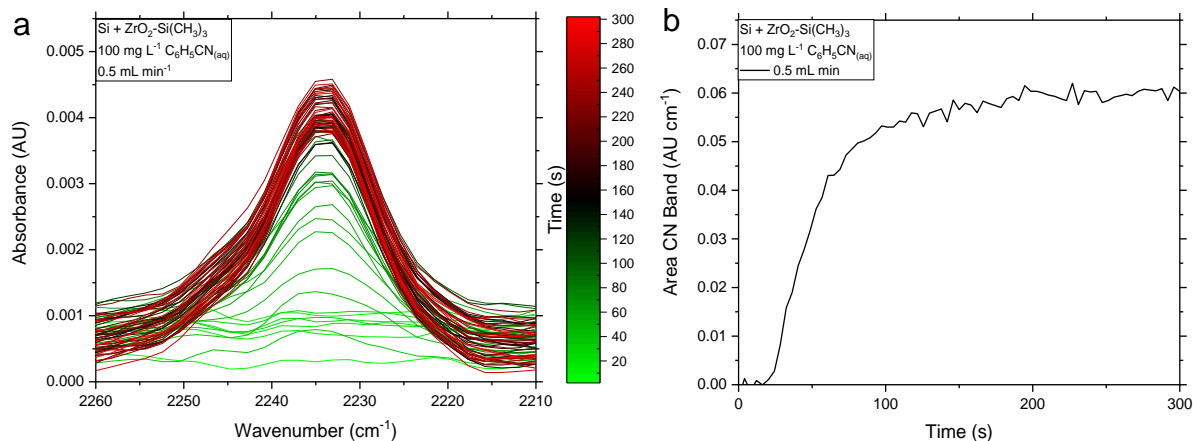 a
Si + ZrO₂-Si(CH₃)₃
100 mg L⁻¹ C₆H₅CN₍ₐq₎
0.5 mL min⁻¹
Absorbance (AU)
0.005
0.004
0.003
0.002
0.001
0.000
2260 2250 2240 2230 2220 2210
Wavenumber (cm⁻¹)
Time (s)
300
280
260
240
220
200
180
160
140
120
100
80
60
40
20
b
Si + ZrO₂-Si(CH₃)₃
100 mg L⁻¹ C₆H₅CN₍ₐq₎
0.5 mL min
Area CN Band (AU cm⁻¹)
0.07
0.06
0.05
0.04
0.03
0.02
0.01
0.00
0 100 200 300
Time (s)